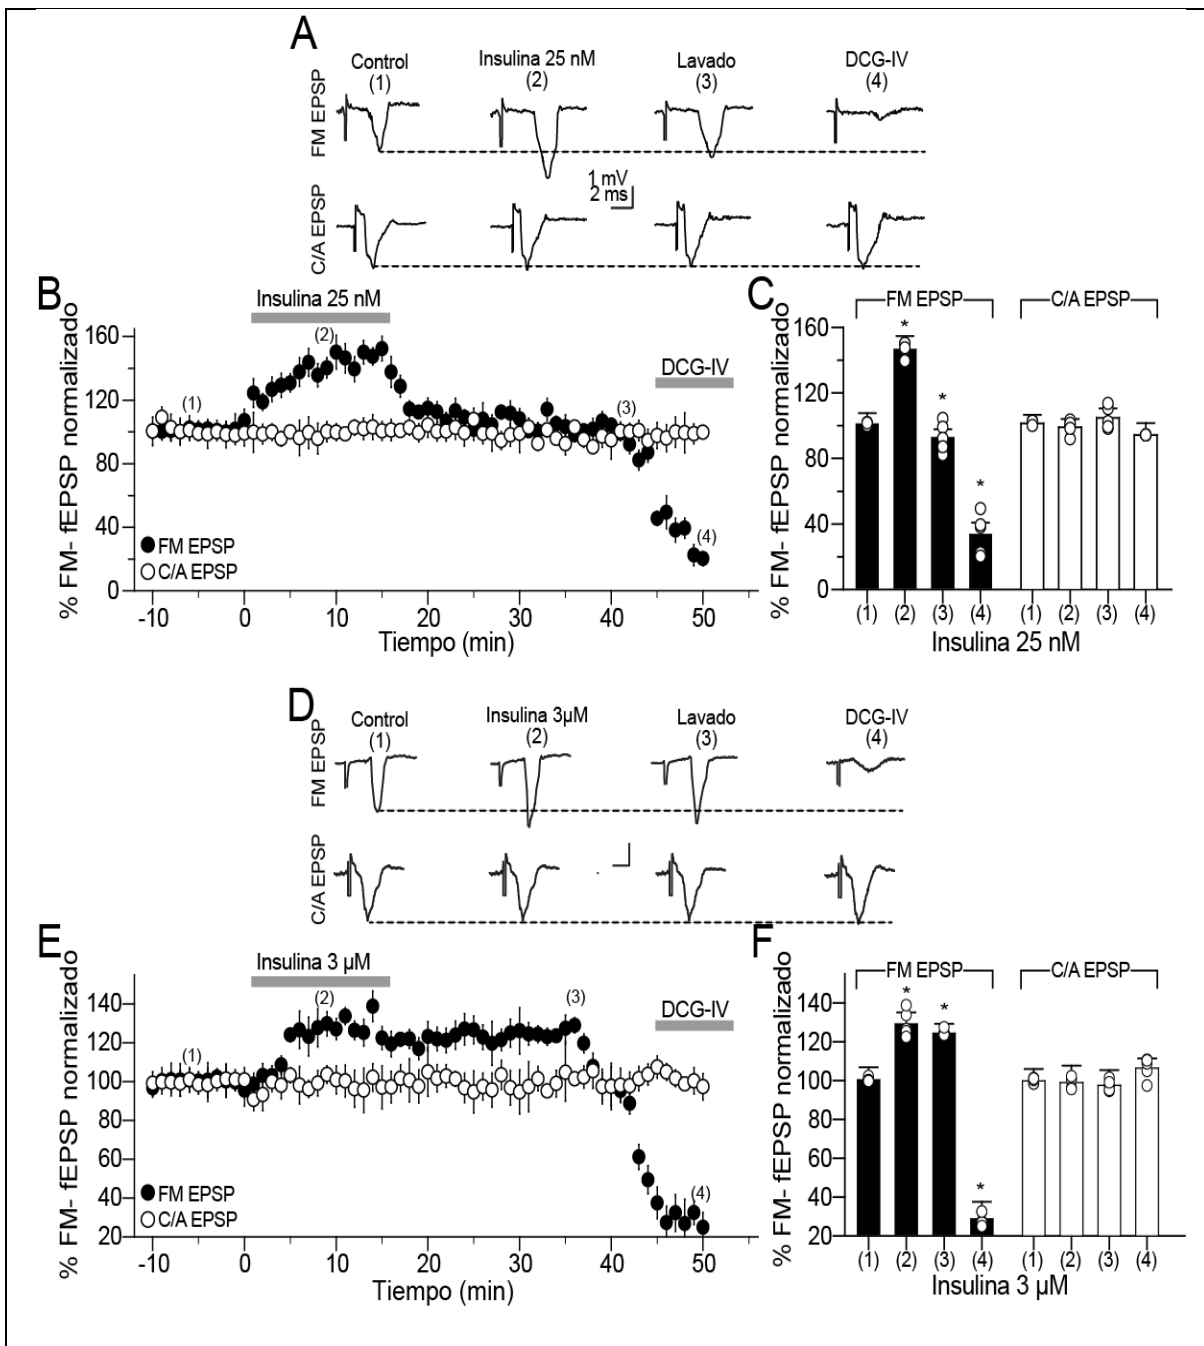 A
Control
(1)
Insulina 25 nM
(2)
Lavado
(3)
DCG-IV
(4)
FM EPSP
1 mV
2 ms
C/A EPSP
B
Insulina 25 nM
% FM- fEPSP normalizado
160
120
80
40
0
(1)
(2)
(3)
DCG-IV
(4)
FM EPSP
C/A EPSP
-10
0
10
20
30
40
50
Tiempo (min)
C
FM EPSP
C/A EPSP
% FM- fEPSP normalizado
160
120
80
40
0
*
*
*
(1)
(2)
(3)
(4)
(1)
(2)
(3)
(4)
Insulina 25 nM
D
Control
(1)
Insulina 3µM
(2)
Lavado
(3)
DCG-IV
(4)
FM EPSP
C/A EPSP
E
Insulina 3 µM
% FM- fEPSP normalizado
140
120
100
80
60
40
20
(1)
(2)
(3)
DCG-IV
(4)
FM EPSP
C/A EPSP
-10
0
10
20
30
40
50
Tiempo (min)
F
FM EPSP
C/A EPSP
% FM- fEPSP normalizado
140
120
100
80
60
40
20
*
*
*
(1)
(2)
(3)
(4)
(1)
(2)
(3)
(4)
Insulina 3 µM